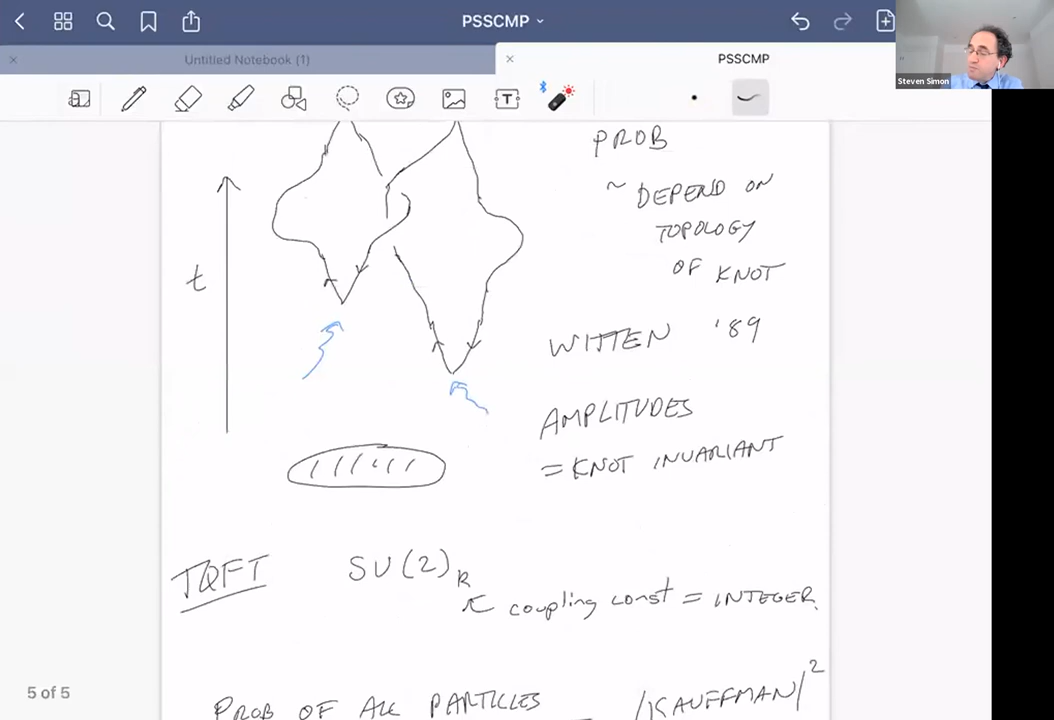 PSSCMP
Untitled Notebook (1)
PSSCMP
Steven Simon
T
PROB
~ DEPEND ON
TOPOLOGY
OF KNOT
t
WITTEN '89
AMPLITUDES
= KNOT INVARIANT
TQFT SU(2)k
coupling const = INTEGER.
5 of 5
PROB OF ALL PARTICLES |KAUFFMAN|²